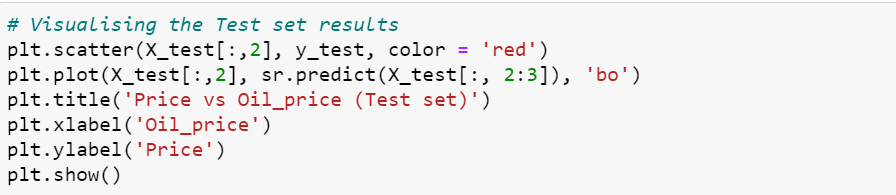 # Visualising the Test set results
plt.scatter(X_test[:,2], y_test, color = 'red')
plt.plot(X_test[:,2], sr.predict(X_test[:, 2:3]), 'bo')
plt.title('Price vs Oil_price (Test set)')
plt.xlabel('Oil_price')
plt.ylabel('Price')
plt.show()